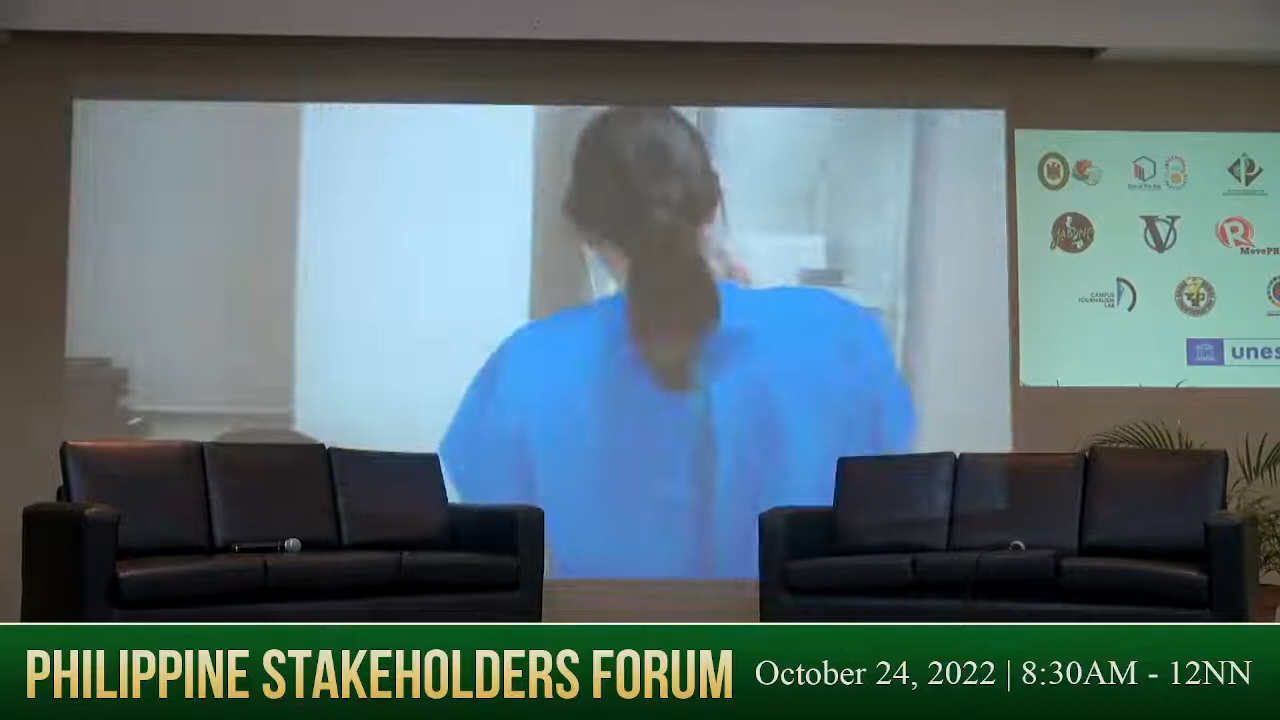 R
MovePH
CAMPUS
JOURNALISM
LAB
unes
PHILIPPINE STAKEHOLDERS FORUM
October 24, 2022 | 8:30AM - 12NN